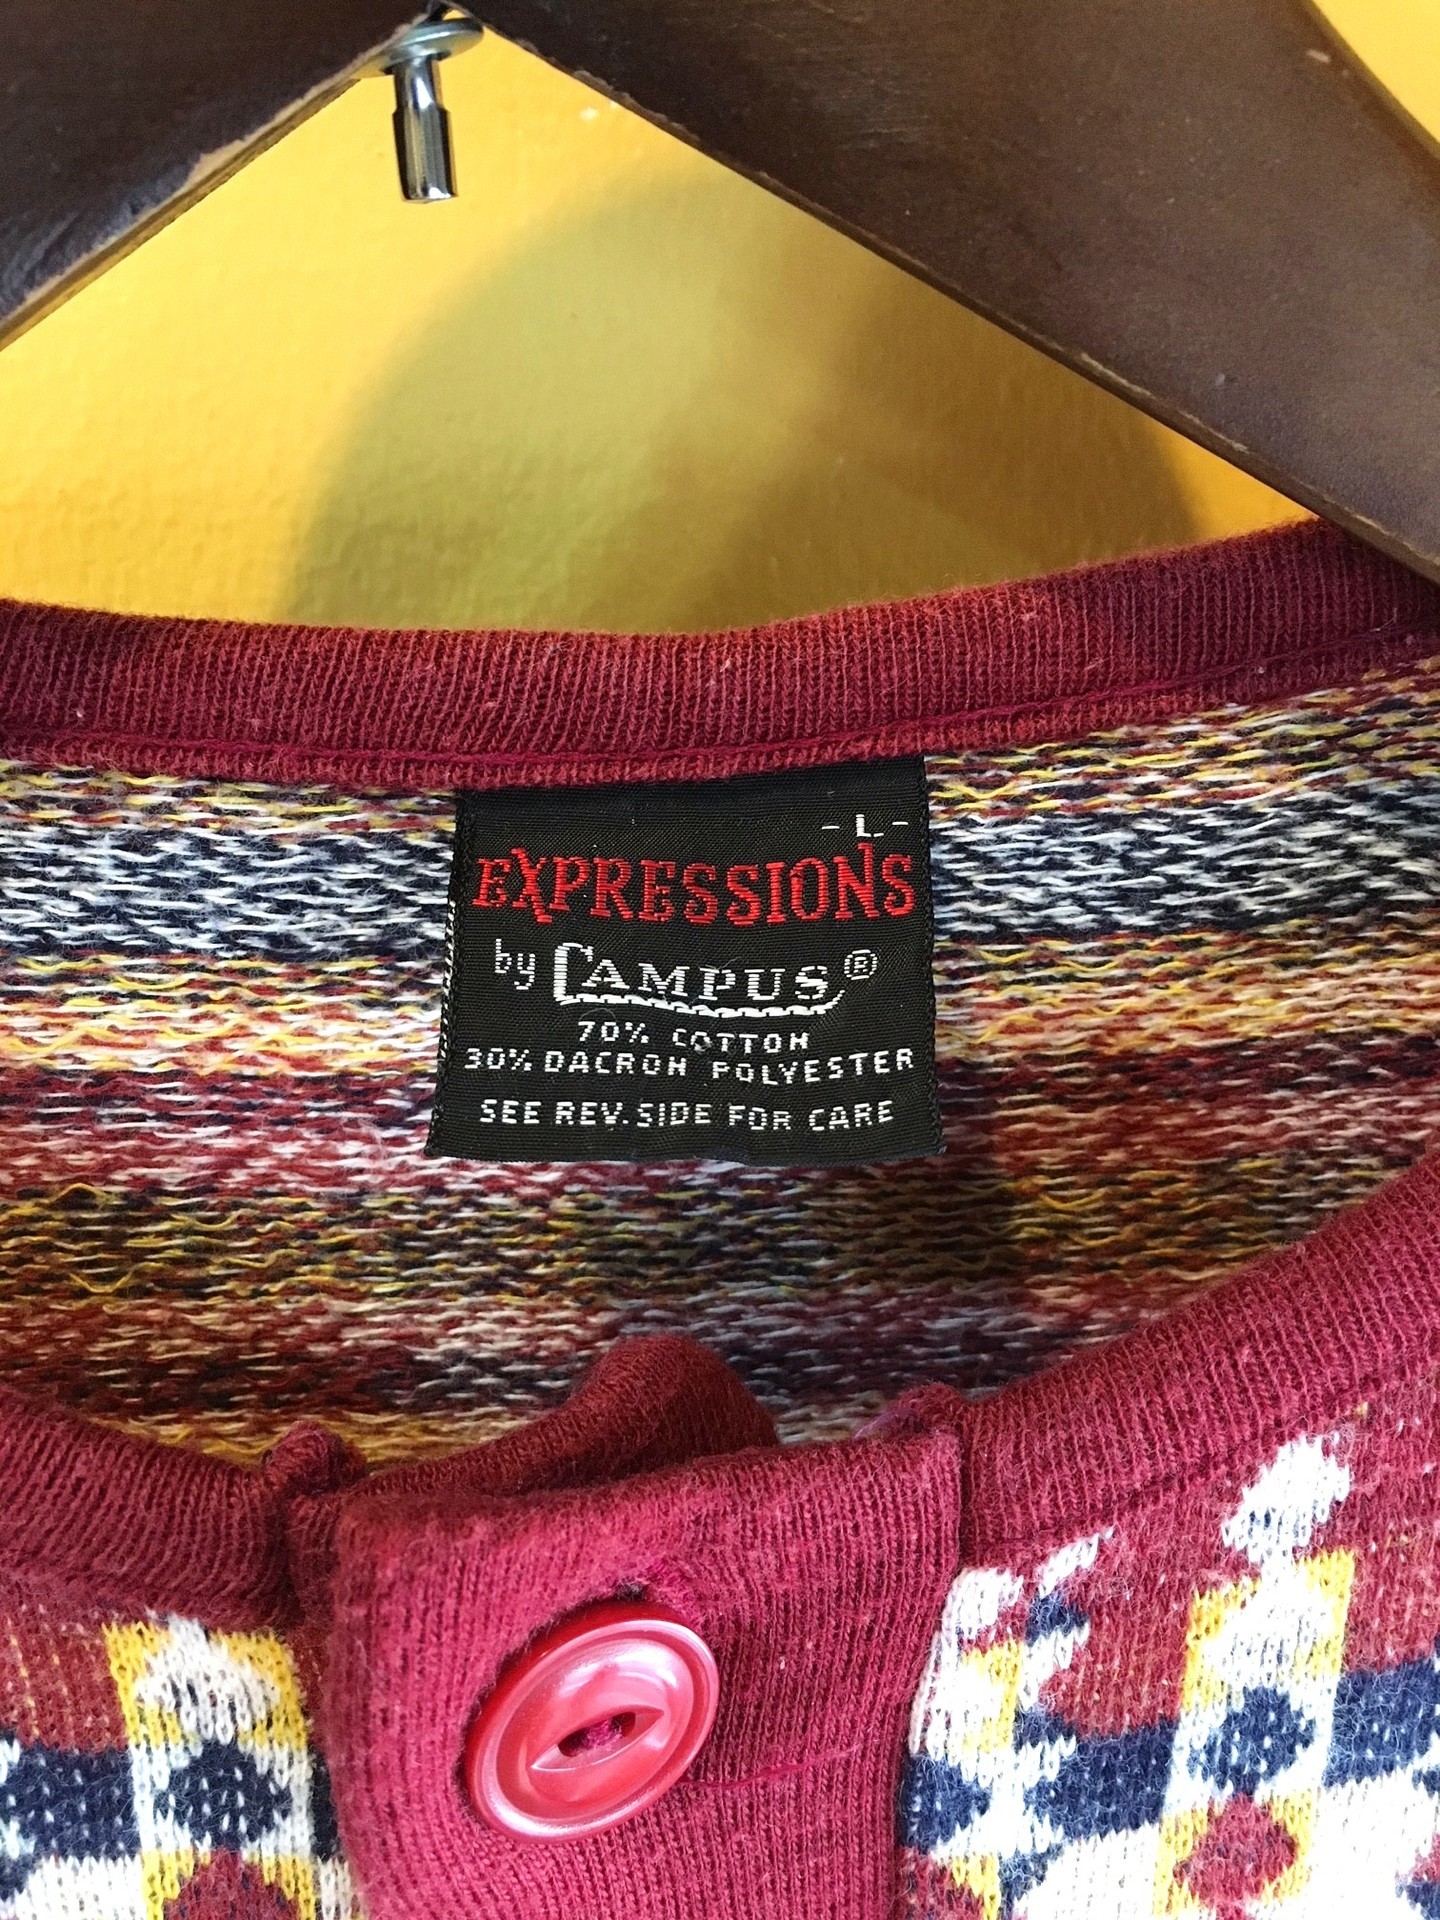 - L -
EXPRESSIONS
by CAMPUS ®
70% COTTON
30% DACRON POLYESTER
SEE REV. SIDE FOR CARE